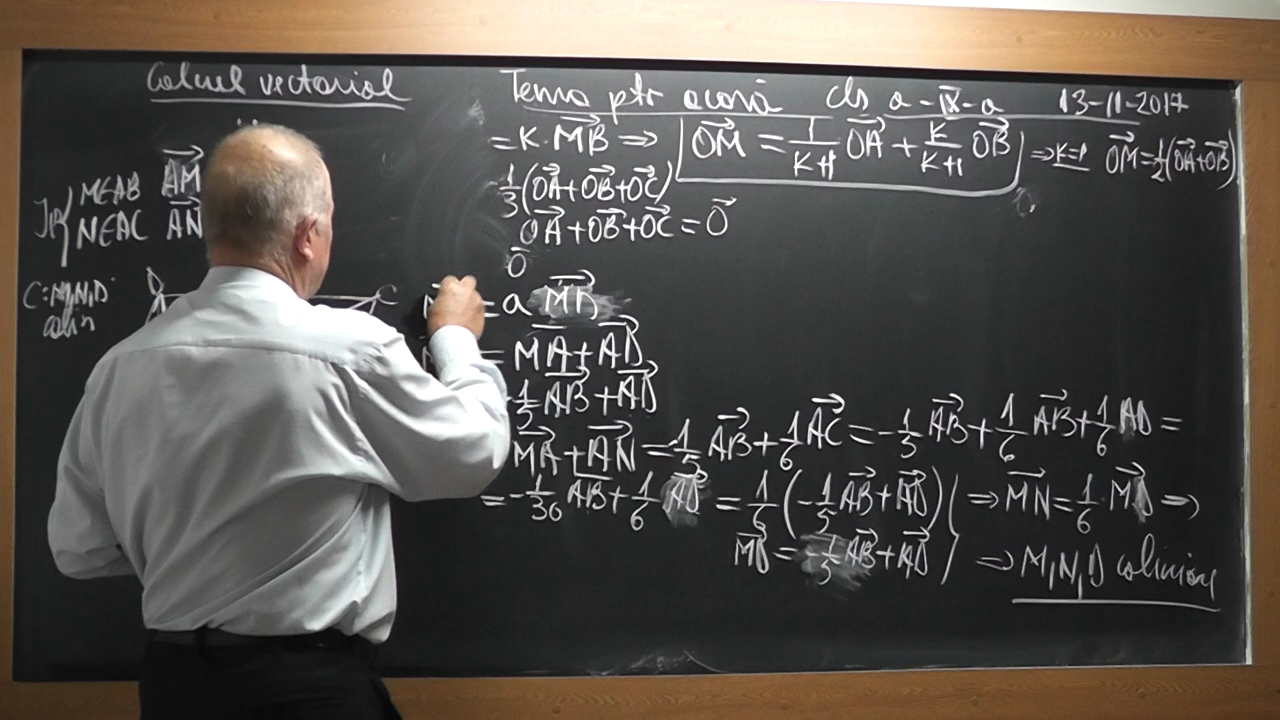 Calcul vectorial
Tema ptr acasă cls a-IX-a 13-11-2017
= K·MB⃗ ⇒ OM⃗ = 1/(K+1) OA⃗ + K/(K+1) OB⃗ ⇒ K=1 OM⃗ = 1/2(OA⃗+OB⃗)
1/3(OA⃗+OB⃗+OC⃗)
OA⃗+OB⃗+OC⃗ = O⃗
O⃗
M∈AB AM⃗
N∈AC AN⃗
C: M,N,D
colin
D C
= a MD⃗
= MA⃗+AD⃗
-1/5 AB⃗+AD⃗
MA⃗+AN⃗ = -1/5 AB⃗ + 1/6 AC⃗ = -1/5 AB⃗ + 1/6 AB⃗ + 1/6 AD⃗ =
= -1/30 AB⃗ + 1/6 AD⃗ = 1/6(-1/5 AB⃗ + AD⃗) ⇒ MN⃗ = 1/6·MD⃗ ⇒
MD⃗ = -1/5 AB⃗ + AD⃗ ⇒ M,N,D coliniare